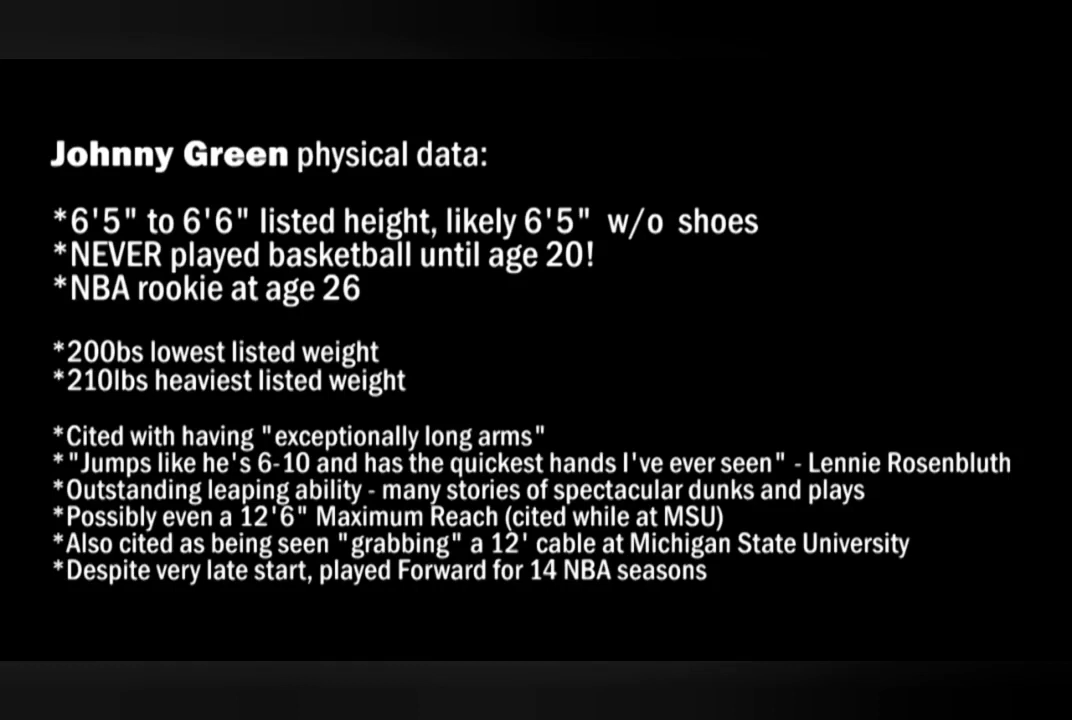 Johnny Green physical data:
*6'5" to 6'6" listed height, likely 6'5" w/o shoes
*NEVER played basketball until age 20!
*NBA rookie at age 26
*200bs lowest listed weight
*210lbs heaviest listed weight
*Cited with having "exceptionally long arms"
*"Jumps like he's 6-10 and has the quickest hands I've ever seen" - Lennie Rosenbluth
*Outstanding leaping ability - many stories of spectacular dunks and plays
*Possibly even a 12'6" Maximum Reach (cited while at MSU)
*Also cited as being seen "grabbing" a 12' cable at Michigan State University
*Despite very late start, played Forward for 14 NBA seasons